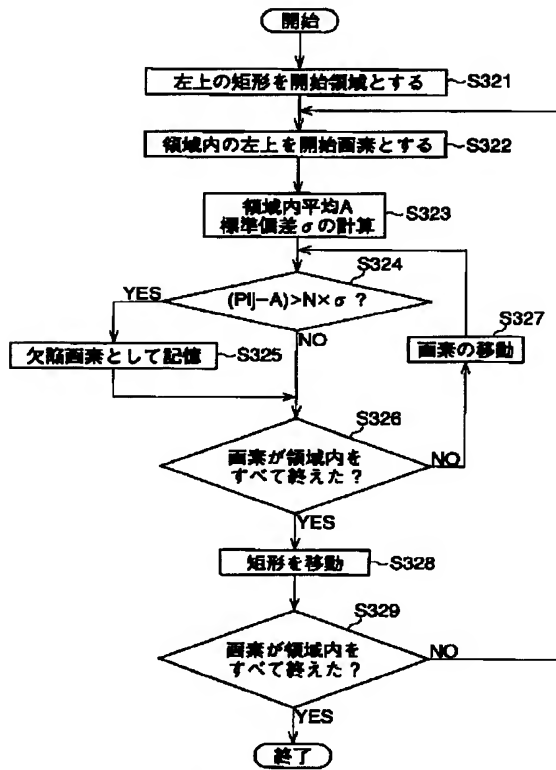 開始
左上の矩形を開始領域とする
S321
領域内の左上を開始画素とする
S322
領域内平均A
標準偏差σの計算
S323
S324
(Pij−A)>N×σ ?
YES
NO
欠陥画素として記憶
S325
S327
画素の移動
S326
画素が領域内を
すべて終えた?
NO
YES
矩形を移動
S328
S329
画素が領域内を
すべて終えた?
NO
YES
終了